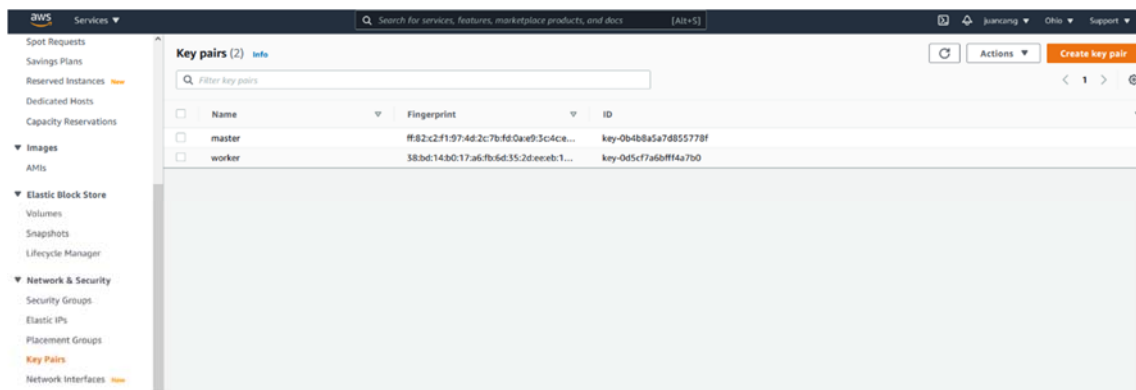 aws Services ▼ Search for services, features, marketplace products, and docs [Alt+S] juancang ▼ Ohio ▼ Support ▼
Spot Requests
Savings Plans
Reserved Instances New
Dedicated Hosts
Capacity Reservations
▼ Images
AMIs
▼ Elastic Block Store
Volumes
Snapshots
Lifecycle Manager
▼ Network & Security
Security Groups
Elastic IPs
Placement Groups
Key Pairs
Network Interfaces New
Key pairs (2) Info
Actions ▼ Create key pair
Filter key pairs
< 1 >
Name Fingerprint ID
master ff:82:c2:f1:97:4d:2c:7b:fd:0a:e9:3c:4c:e... key-0b4b8a5a7d855778f
worker 38:bd:14:b0:17:a6:fb:6d:35:2d:ee:eb:1... key-0d5cf7a6bfff4a7b0